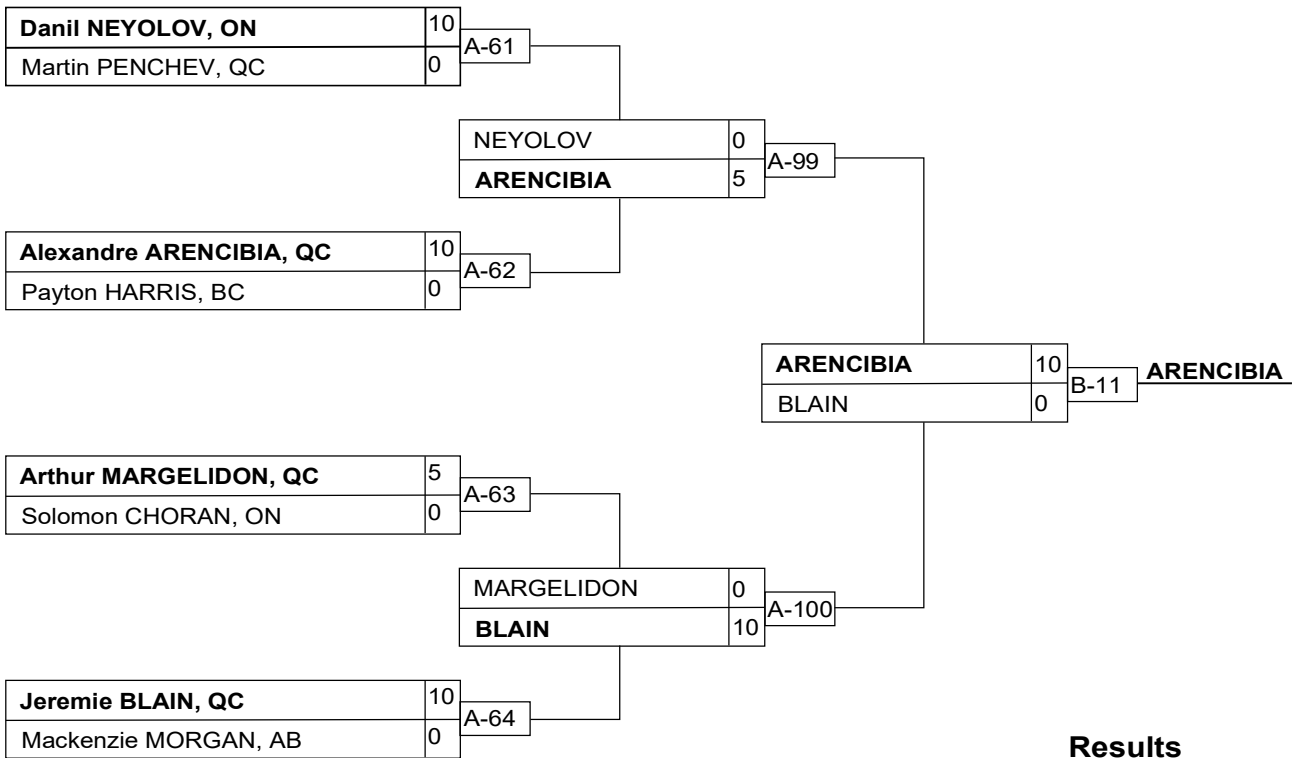 Danil NEYOLOV, ON 10
A-61
Martin PENCHEV, QC 0
NEYOLOV 0
A-99
ARENCIBIA 5
Alexandre ARENCIBIA, QC 10
A-62
Payton HARRIS, BC 0
ARENCIBIA 10
B-11 ARENCIBIA
BLAIN 0
Arthur MARGELIDON, QC 5
A-63
Solomon CHORAN, ON 0
MARGELIDON 0
A-100
BLAIN 10
Jeremie BLAIN, QC 10
A-64
Mackenzie MORGAN, AB 0
Results